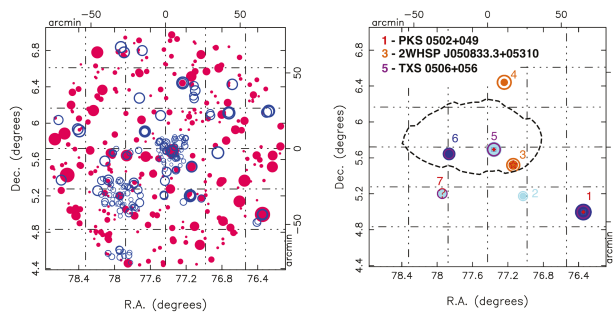 arcmin
−50 0 50
6.8
6.4
6
5.6
5.2
4.8
4.4
Dec. (degrees)
50
0
−50
arcmin
78.4 78 77.6 77.2 76.8 76.4
R.A. (degrees)
arcmin
−50 0 50
1 - PKS 0502+049
3 - 2WHSP J050833.3+05310
5 - TXS 0506+056
6.8
6.4
6
5.6
5.2
4.8
4.4
Dec. (degrees)
4
6
5
3
7
2
1
50
0
−50
arcmin
78.4 78 77.6 77.2 76.8 76.4
R.A. (degrees)